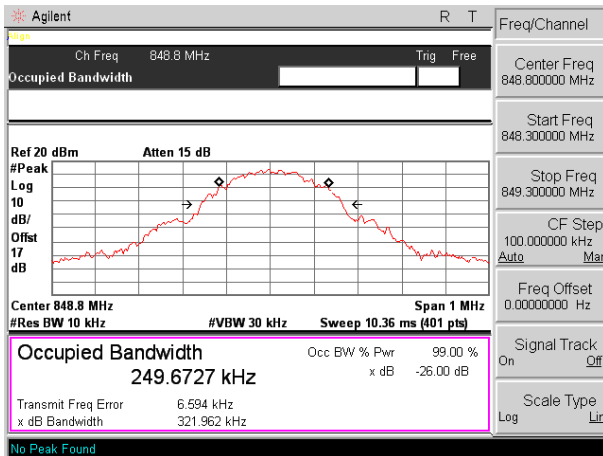 Agilent R T
Align
Ch Freq 848.8 MHz Trig Free
Occupied Bandwidth
Ref 20 dBm Atten 15 dB
#Peak
Log
10
dB/
Offst
17
dB
Center 848.8 MHz Span 1 MHz
#Res BW 10 kHz #VBW 30 kHz Sweep 10.36 ms (401 pts)
Occupied Bandwidth Occ BW % Pwr 99.00 %
249.6727 kHz x dB -26.00 dB
Transmit Freq Error 6.594 kHz
x dB Bandwidth 321.962 kHz
No Peak Found
Freq/Channel
Center Freq
848.800000 MHz
Start Freq
848.300000 MHz
Stop Freq
849.300000 MHz
CF Step
100.000000 kHz
Auto Mar
Freq Offset
0.00000000 Hz
Signal Track
On Off
Scale Type
Log Lin